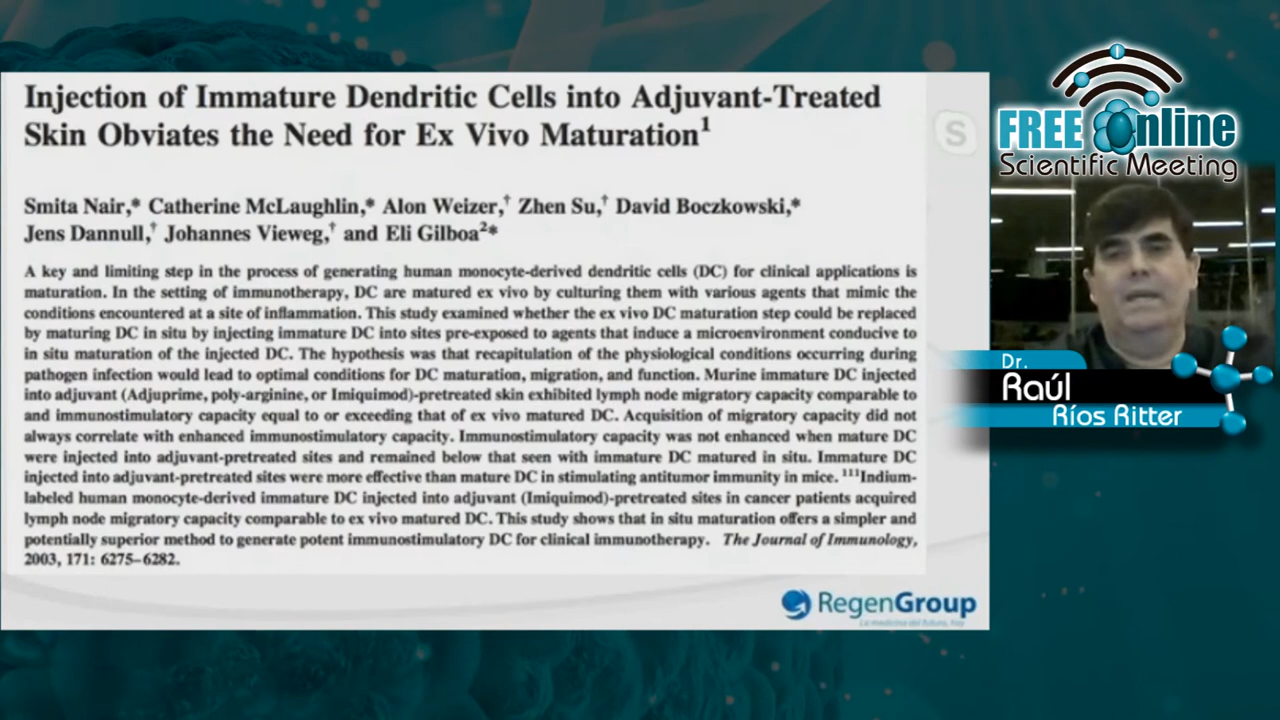 Injection of Immature Dendritic Cells into Adjuvant-Treated
Skin Obviates the Need for Ex Vivo Maturation¹
Smita Nair,* Catherine McLaughlin,* Alon Weizer,† Zhen Su,† David Boczkowski,*
Jens Dannull,† Johannes Vieweg,† and Eli Gilboa²*
A key and limiting step in the process of generating human monocyte-derived dendritic cells (DC) for clinical applications is
maturation. In the setting of immunotherapy, DC are matured ex vivo by culturing them with various agents that mimic the
conditions encountered at a site of inflammation. This study examined whether the ex vivo DC maturation step could be replaced
by maturing DC in situ by injecting immature DC into sites pre-exposed to agents that induce a microenvironment conducive to
in situ maturation of the injected DC. The hypothesis was that recapitulation of the physiological conditions occurring during
pathogen infection would lead to optimal conditions for DC maturation, migration, and function. Murine immature DC injected
into adjuvant (Adjuprime, poly-arginine, or Imiquimod)-pretreated skin exhibited lymph node migratory capacity comparable to
and immunostimulatory capacity equal to or exceeding that of ex vivo matured DC. Acquisition of migratory capacity did not
always correlate with enhanced immunostimulatory capacity. Immunostimulatory capacity was not enhanced when mature DC
were injected into adjuvant-pretreated sites and remained below that seen with immature DC matured in situ. Immature DC
injected into adjuvant-pretreated sites were more effective than mature DC in stimulating antitumor immunity in mice. ¹¹¹Indium-
labeled human monocyte-derived immature DC injected into adjuvant (Imiquimod)-pretreated sites in cancer patients acquired
lymph node migratory capacity comparable to ex vivo matured DC. This study shows that in situ maturation offers a simpler and
potentially superior method to generate potent immunostimulatory DC for clinical immunotherapy. The Journal of Immunology,
2003, 171: 6275–6282.
RegenGroup
La medicina del futuro, hoy
S
FREE Online
Scientific Meeting
Dr.
Raúl
Ríos Ritter